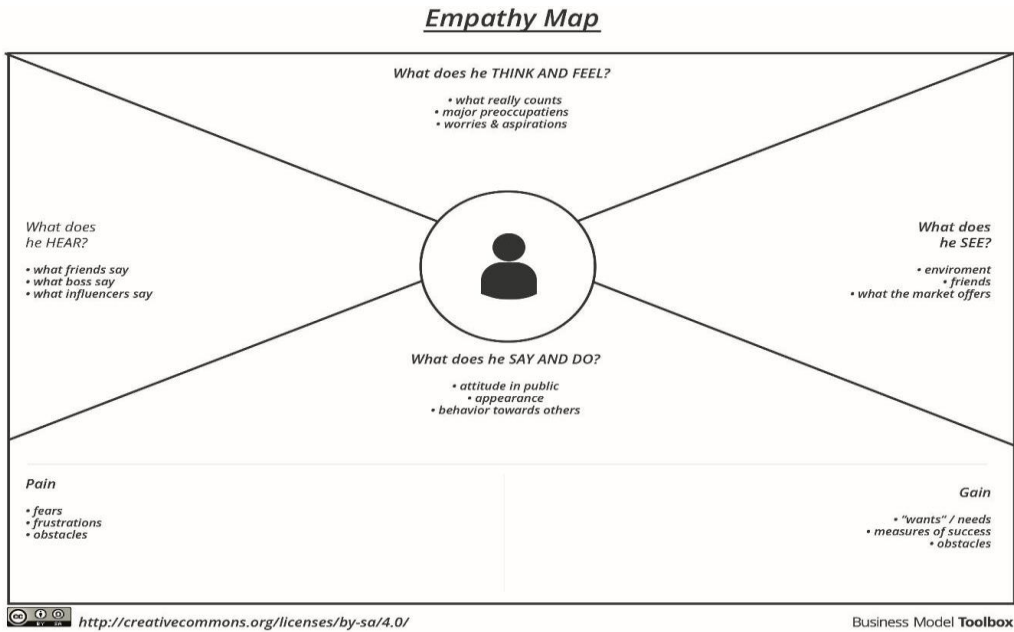 Empathy Map
What does he THINK AND FEEL?
• what really counts
• major preoccupatiens
• worries & aspirations
What does
he HEAR?
• what friends say
• what boss say
• what influencers say
What does
he SEE?
• enviroment
• friends
• what the market offers
What does he SAY AND DO?
• attitude in public
• appearance
• behavior towards others
Pain
• fears
• frustrations
• obstacles
Gain
• "wants" / needs
• measures of success
• obstacles
cc BY SA
http://creativecommons.org/licenses/by-sa/4.0/
Business Model Toolbox